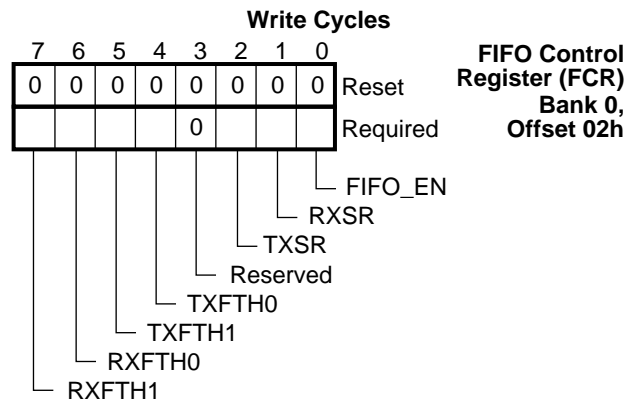 Write Cycles
7 6 5 4 3 2 1 0
FIFO Control
Register (FCR)
Bank 0,
Offset 02h
0 0 0 0 0 0 0 0 Reset
0 Required
FIFO_EN
RXSR
TXSR
Reserved
TXFTH0
TXFTH1
RXFTH0
RXFTH1